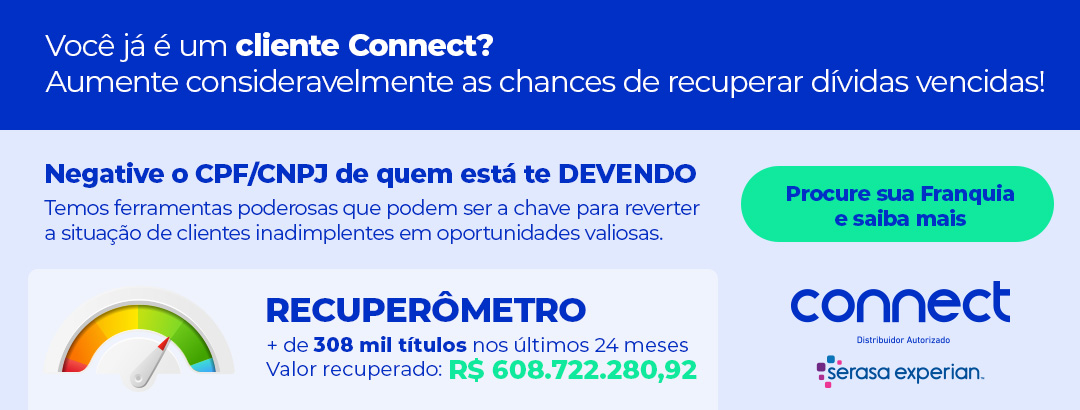 Você já é um cliente Connect?
Aumente consideravelmente as chances de recuperar dívidas vencidas!
Negative o CPF/CNPJ de quem está te DEVENDO
Temos ferramentas poderosas que podem ser a chave para reverter
a situação de clientes inadimplentes em oportunidades valiosas.
Procure sua Franquia
e saiba mais
RECUPERÔMETRO
+ de 308 mil títulos nos últimos 24 meses
Valor recuperado: R$ 608.722.280,92
connect
Distribuidor Autorizado
serasa experian™